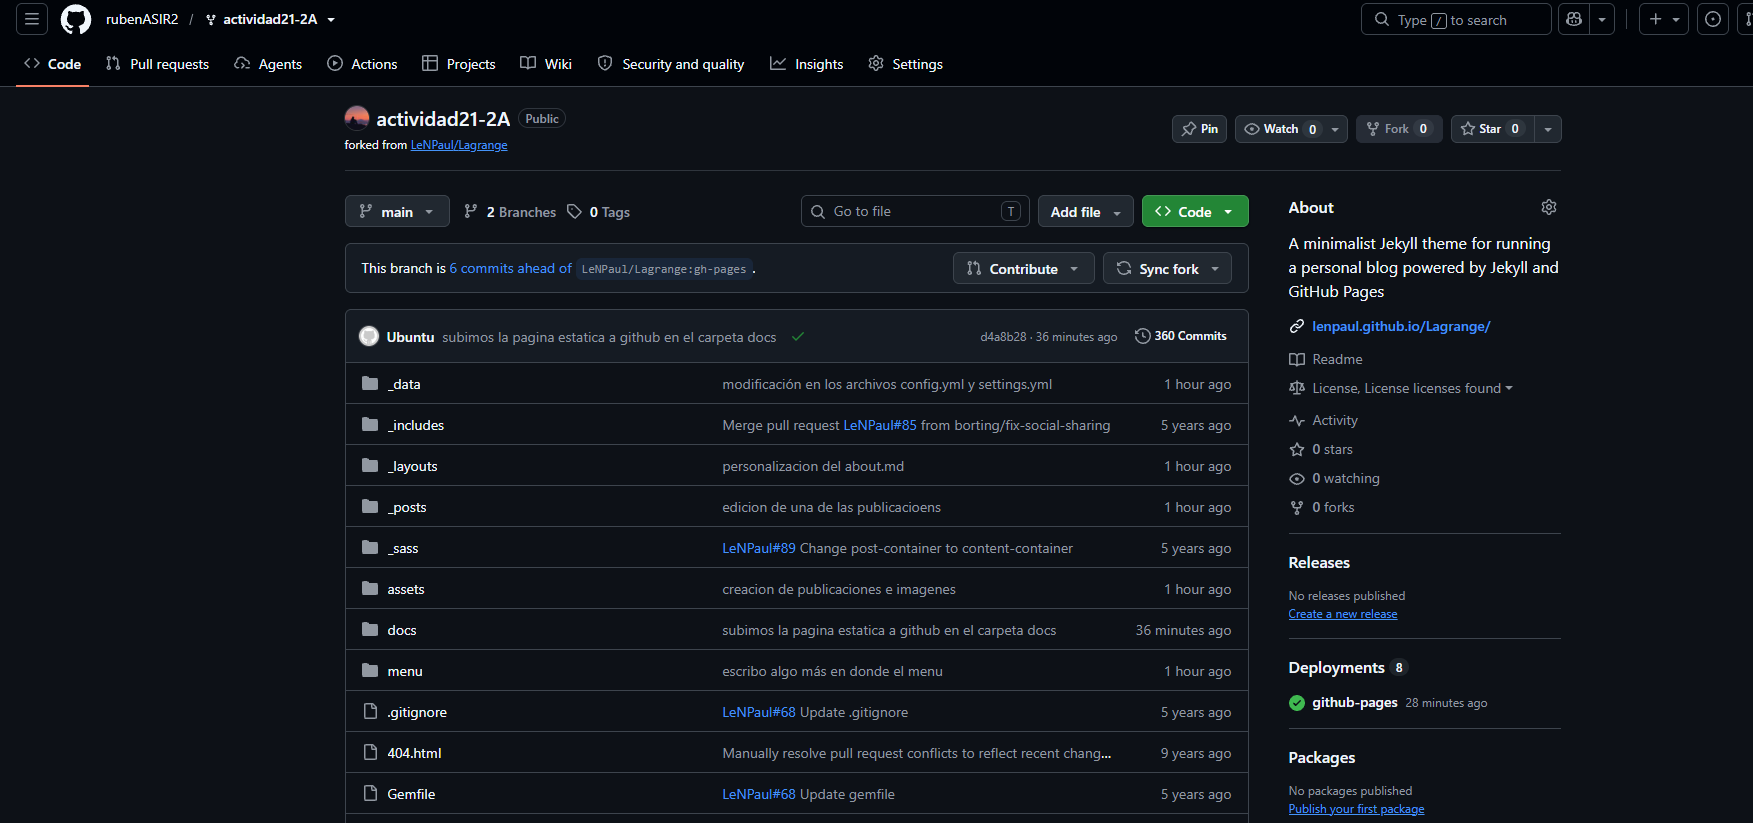 rubenASIR2 / actividad21-2A
Type / to search
Code Pull requests Agents Actions Projects Wiki Security and quality Insights Settings
actividad21-2A Public
forked from LeNPaul/Lagrange
Pin Watch 0 Fork 0 Star 0
main 2 Branches 0 Tags Go to file T Add file Code
This branch is 6 commits ahead of LeNPaul/Lagrange:gh-pages . Contribute Sync fork
Ubuntu subimos la pagina estatica a github en el carpeta docs d4a8b28 · 36 minutes ago 360 Commits
_data modificación en los archivos config.yml y settings.yml 1 hour ago
_includes Merge pull request LeNPaul#85 from borting/fix-social-sharing 5 years ago
_layouts personalizacion del about.md 1 hour ago
_posts edicion de una de las publicacioens 1 hour ago
_sass LeNPaul#89 Change post-container to content-container 5 years ago
assets creacion de publicaciones e imagenes 1 hour ago
docs subimos la pagina estatica a github en el carpeta docs 36 minutes ago
menu escribo algo más en donde el menu 1 hour ago
.gitignore LeNPaul#68 Update .gitignore 5 years ago
404.html Manually resolve pull request conflicts to reflect recent chang... 9 years ago
Gemfile LeNPaul#68 Update gemfile 5 years ago
About
A minimalist Jekyll theme for running
a personal blog powered by Jekyll and
GitHub Pages
lenpaul.github.io/Lagrange/
Readme
License, License licenses found
Activity
0 stars
0 watching
0 forks
Releases
No releases published
Create a new release
Deployments 8
github-pages 28 minutes ago
Packages
No packages published
Publish your first package